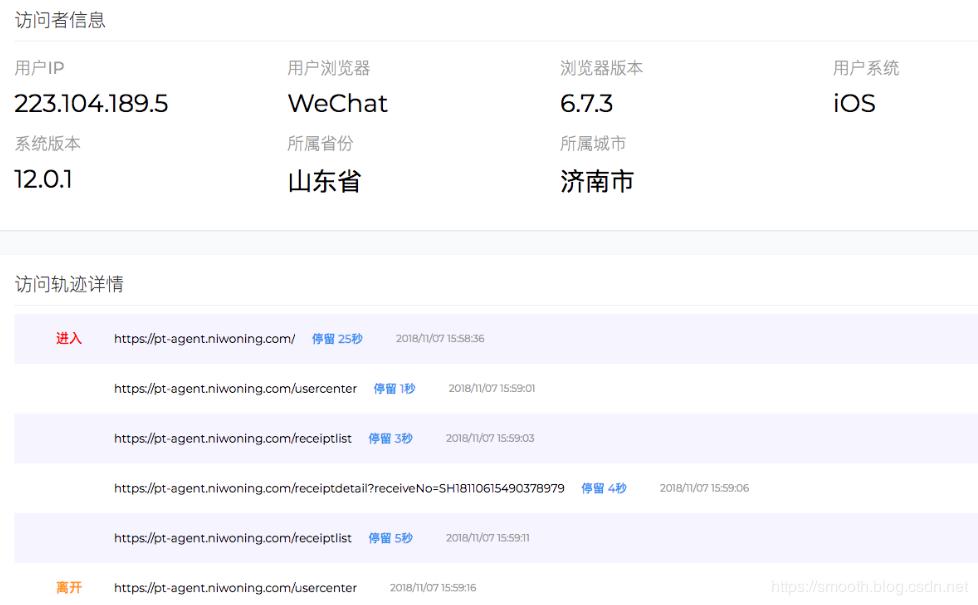 访问者信息
用户IP 用户浏览器 浏览器版本 用户系统
223.104.189.5 WeChat 6.7.3 iOS
系统版本 所属省份 所属城市
12.0.1 山东省 济南市
访问轨迹详情
进入 https://pt-agent.niwoning.com/ 停留 25秒 2018/11/07 15:58:36
https://pt-agent.niwoning.com/usercenter 停留 1秒 2018/11/07 15:59:01
https://pt-agent.niwoning.com/receiptlist 停留 3秒 2018/11/07 15:59:03
https://pt-agent.niwoning.com/receiptdetail?receiveNo=SH18110615490378979 停留 4秒 2018/11/07 15:59:06
https://pt-agent.niwoning.com/receiptlist 停留 5秒 2018/11/07 15:59:11
离开 https://pt-agent.niwoning.com/usercenter 2018/11/07 15:59:16
https://smooth.blog.csdn.net